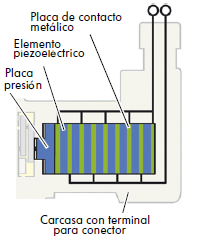 Placa de contacto
metálico
Elemento
piezoeléctrico
Placa
presión
Carcasa con terminal
para conector